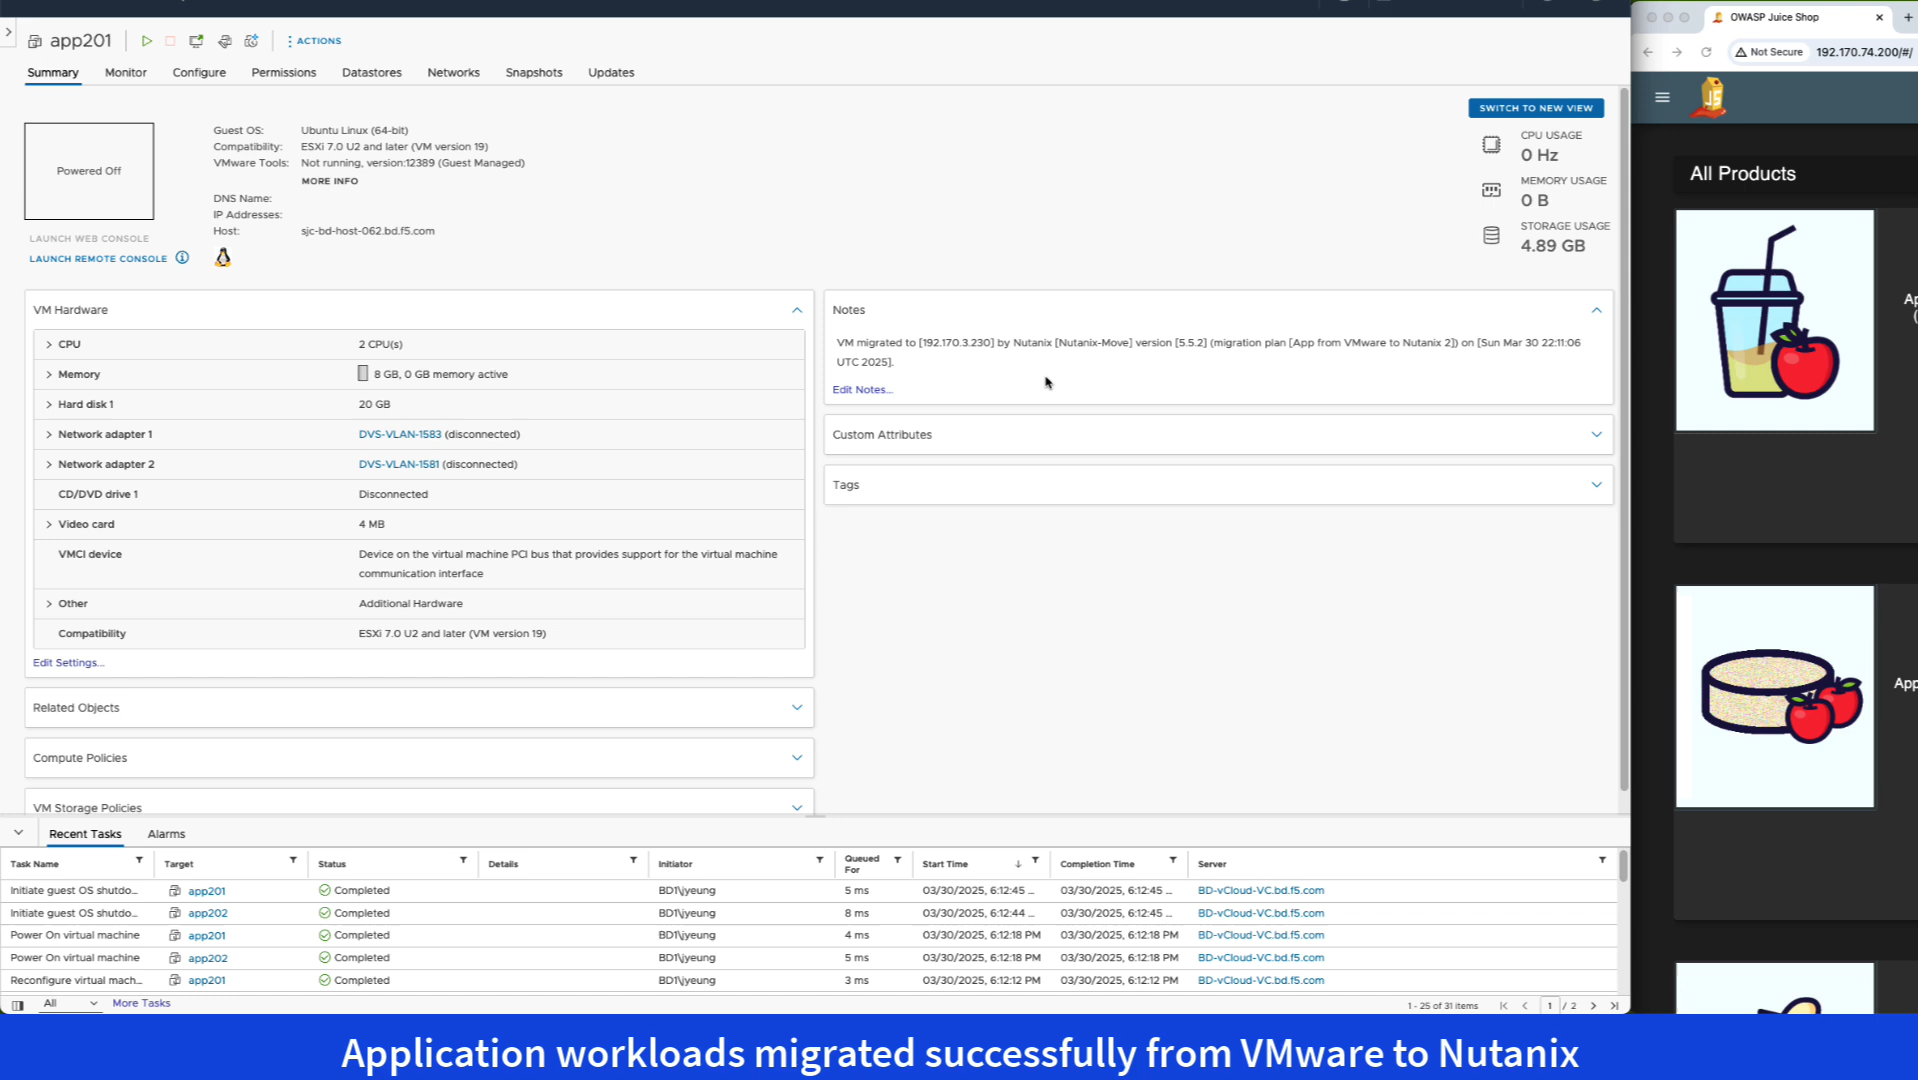 app201
ACTIONS
Summary Monitor Configure Permissions Datastores Networks Snapshots Updates
SWITCH TO NEW VIEW
Powered Off
Guest OS: Ubuntu Linux (64-bit)
Compatibility: ESXi 7.0 U2 and later (VM version 19)
VMware Tools: Not running, version:12389 (Guest Managed)
MORE INFO
DNS Name:
IP Addresses:
Host: sjc-bd-host-062.bd.f5.com
LAUNCH WEB CONSOLE
LAUNCH REMOTE CONSOLE
CPU USAGE
0 Hz
MEMORY USAGE
0 B
STORAGE USAGE
4.89 GB
VM Hardware
CPU 2 CPU(s)
Memory 8 GB, 0 GB memory active
Hard disk 1 20 GB
Network adapter 1 DVS-VLAN-1583 (disconnected)
Network adapter 2 DVS-VLAN-1581 (disconnected)
CD/DVD drive 1 Disconnected
Video card 4 MB
VMCI device Device on the virtual machine PCI bus that provides support for the virtual machine
communication interface
Other Additional Hardware
Compatibility ESXi 7.0 U2 and later (VM version 19)
Edit Settings...
Related Objects
Compute Policies
VM Storage Policies
Notes
VM migrated to [192.170.3.230] by Nutanix [Nutanix-Move] version [5.5.2] (migration plan [App from VMware to Nutanix 2]) on [Sun Mar 30 22:11:06
UTC 2025].
Edit Notes...
Custom Attributes
Tags
Recent Tasks Alarms
Task Name Target Status Details Initiator Queued For Start Time Completion Time Server
Initiate guest OS shutdo... app201 Completed BD1\jyeung 5 ms 03/30/2025, 6:12:45 ... 03/30/2025, 6:12:45 ... BD-vCloud-VC.bd.f5.com
Initiate guest OS shutdo... app202 Completed BD1\jyeung 8 ms 03/30/2025, 6:12:44 ... 03/30/2025, 6:12:45 ... BD-vCloud-VC.bd.f5.com
Power On virtual machine app201 Completed BD1\jyeung 4 ms 03/30/2025, 6:12:18 PM 03/30/2025, 6:12:18 PM BD-vCloud-VC.bd.f5.com
Power On virtual machine app202 Completed BD1\jyeung 5 ms 03/30/2025, 6:12:18 PM 03/30/2025, 6:12:18 PM BD-vCloud-VC.bd.f5.com
Reconfigure virtual mach... app201 Completed BD1\jyeung 3 ms 03/30/2025, 6:12:12 PM 03/30/2025, 6:12:12 PM BD-vCloud-VC.bd.f5.com
All More Tasks 1 - 25 of 31 items 1 / 2
OWASP Juice Shop
Not Secure 192.170.74.200/#/
JS
All Products
Ap
(
App
Application workloads migrated successfully from VMware to Nutanix